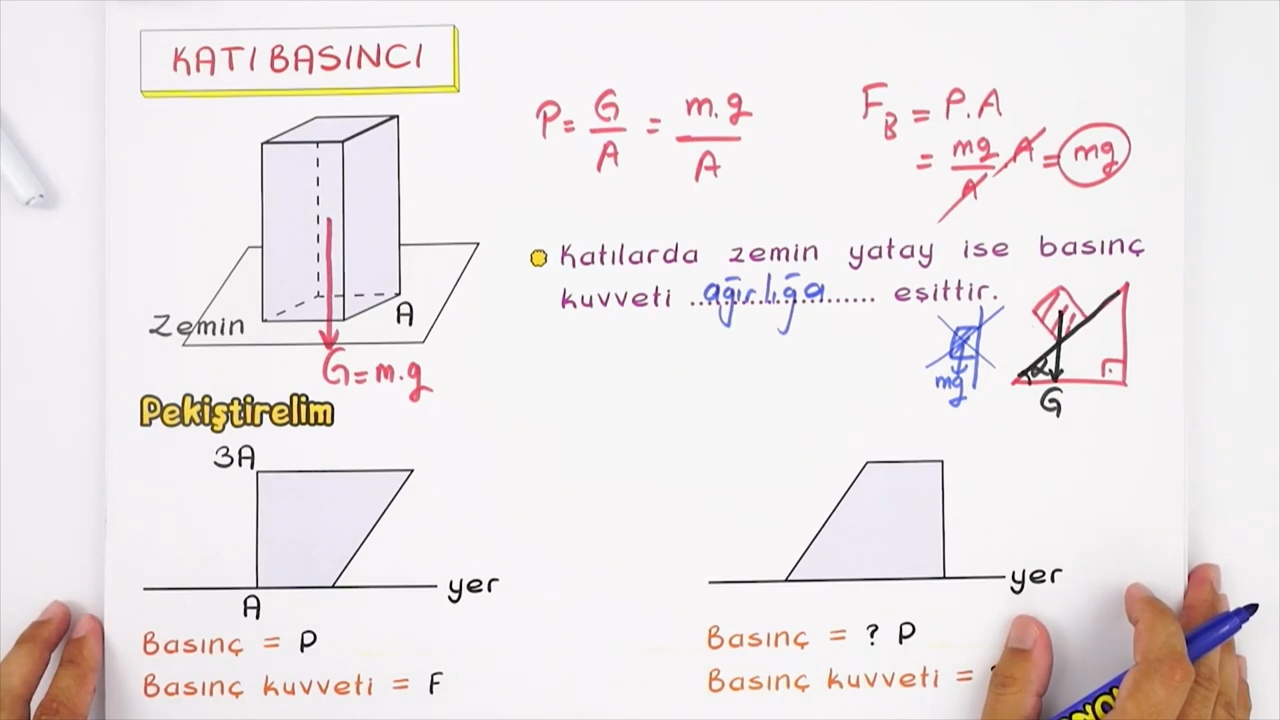 KATI BASINCI
P = G/A = m.g/A
F_B = P.A
= mg/A . A = mg
Katılarda zemin yatay ise basınç
kuvveti ...ağırlığa... eşittir.
Zemin
A
G = m.g
mg
α
G
Pekiştirelim
3A
yer
A
Basınç = P
Basınç kuvveti = F
yer
Basınç = ? P
Basınç kuvveti =